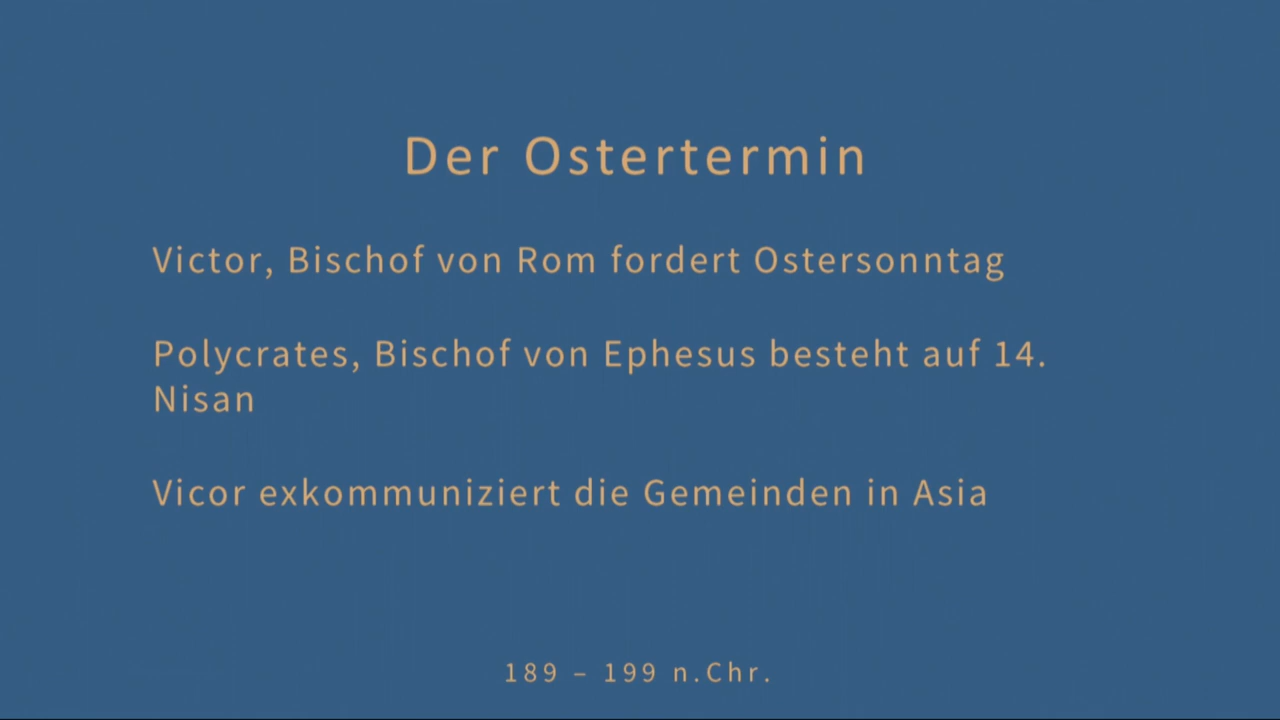 Der Ostertermin
Victor, Bischof von Rom fordert Ostersonntag
Polycrates, Bischof von Ephesus besteht auf 14.
Nisan
Vicor exkommuniziert die Gemeinden in Asia
189 – 199 n.Chr.